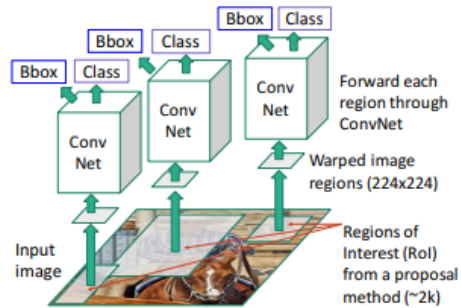 Bbox
Class
Bbox
Class
Bbox
Class
Conv
Net
Conv
Net
Conv
Net
Forward each
region through
ConvNet
Warped image
regions (224x224)
Input
image
Regions of
Interest (RoI)
from a proposal
method (~2k)